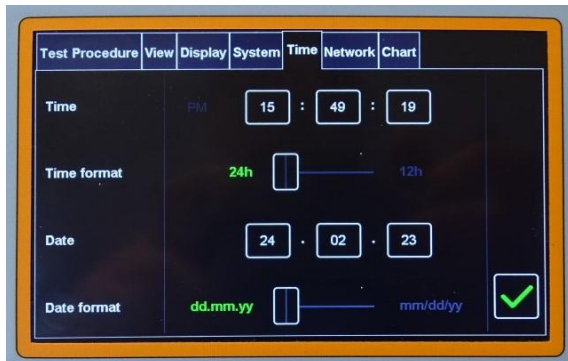 Test Procedure View Display System Time Network Chart
Time PM 15 : 49 : 19
Time format 24h 12h
Date 24 . 02 . 23
Date format dd.mm.yy mm/dd/yy